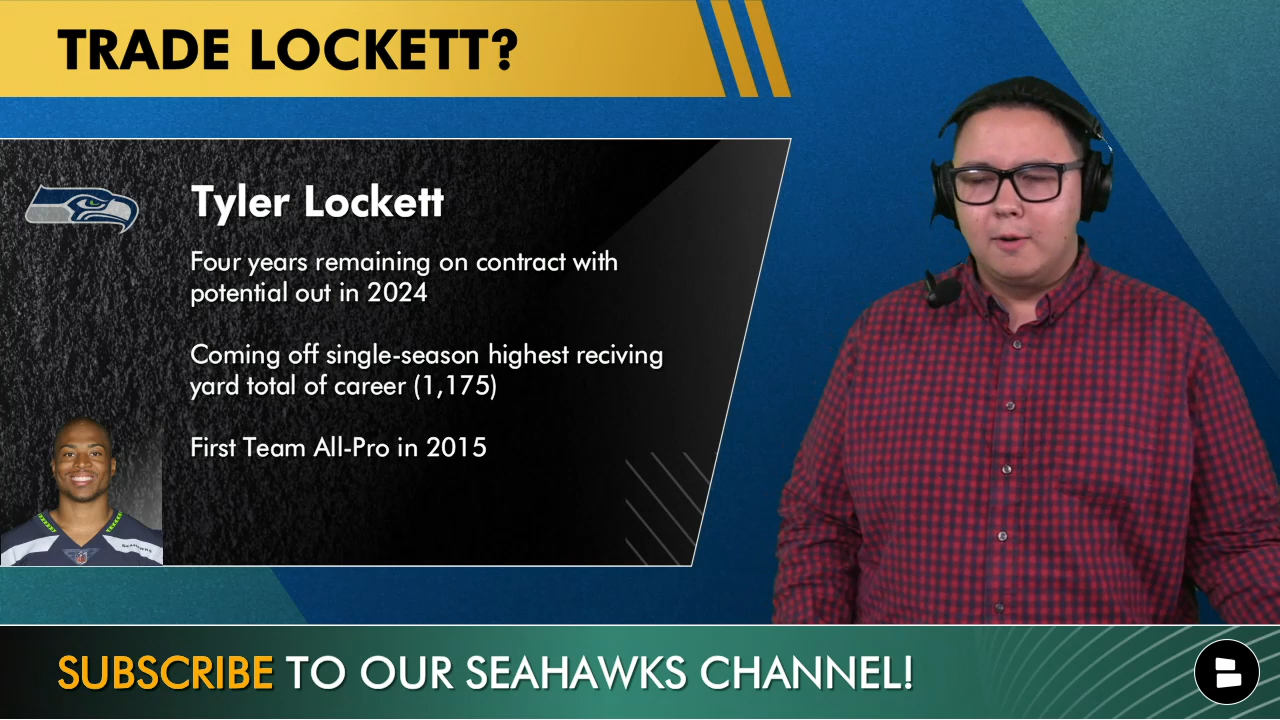 TRADE LOCKETT?
Tyler Lockett
Four years remaining on contract with
potential out in 2024
Coming off single-season highest reciving
yard total of career (1,175)
First Team All-Pro in 2015
SUBSCRIBE TO OUR SEAHAWKS CHANNEL!